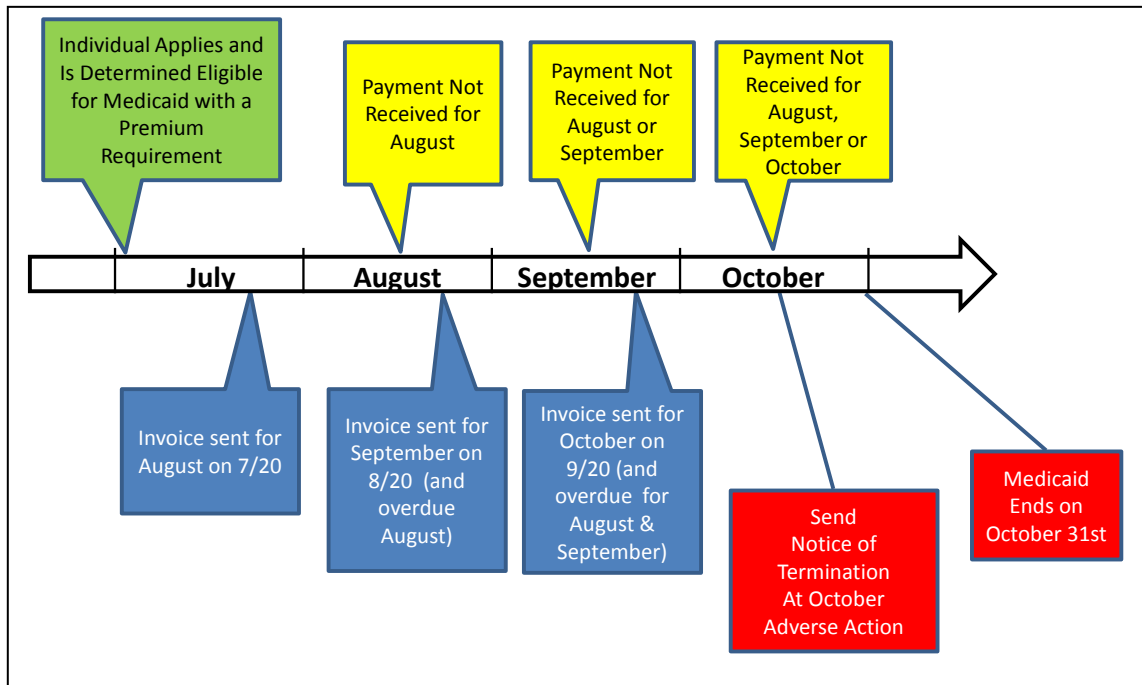 Individual Applies and
Is Determined Eligible
for Medicaid with a
Premium
Requirement
Payment Not
Received for
August
Payment Not
Received for
August or
September
Payment Not
Received for
August,
September or
October
July
August
September
October
Invoice sent for
August on 7/20
Invoice sent for
September on
8/20 (and
overdue
August)
Invoice sent for
October on
9/20 (and
overdue for
August &
September)
Send
Notice of
Termination
At October
Adverse Action
Medicaid
Ends on
October 31st